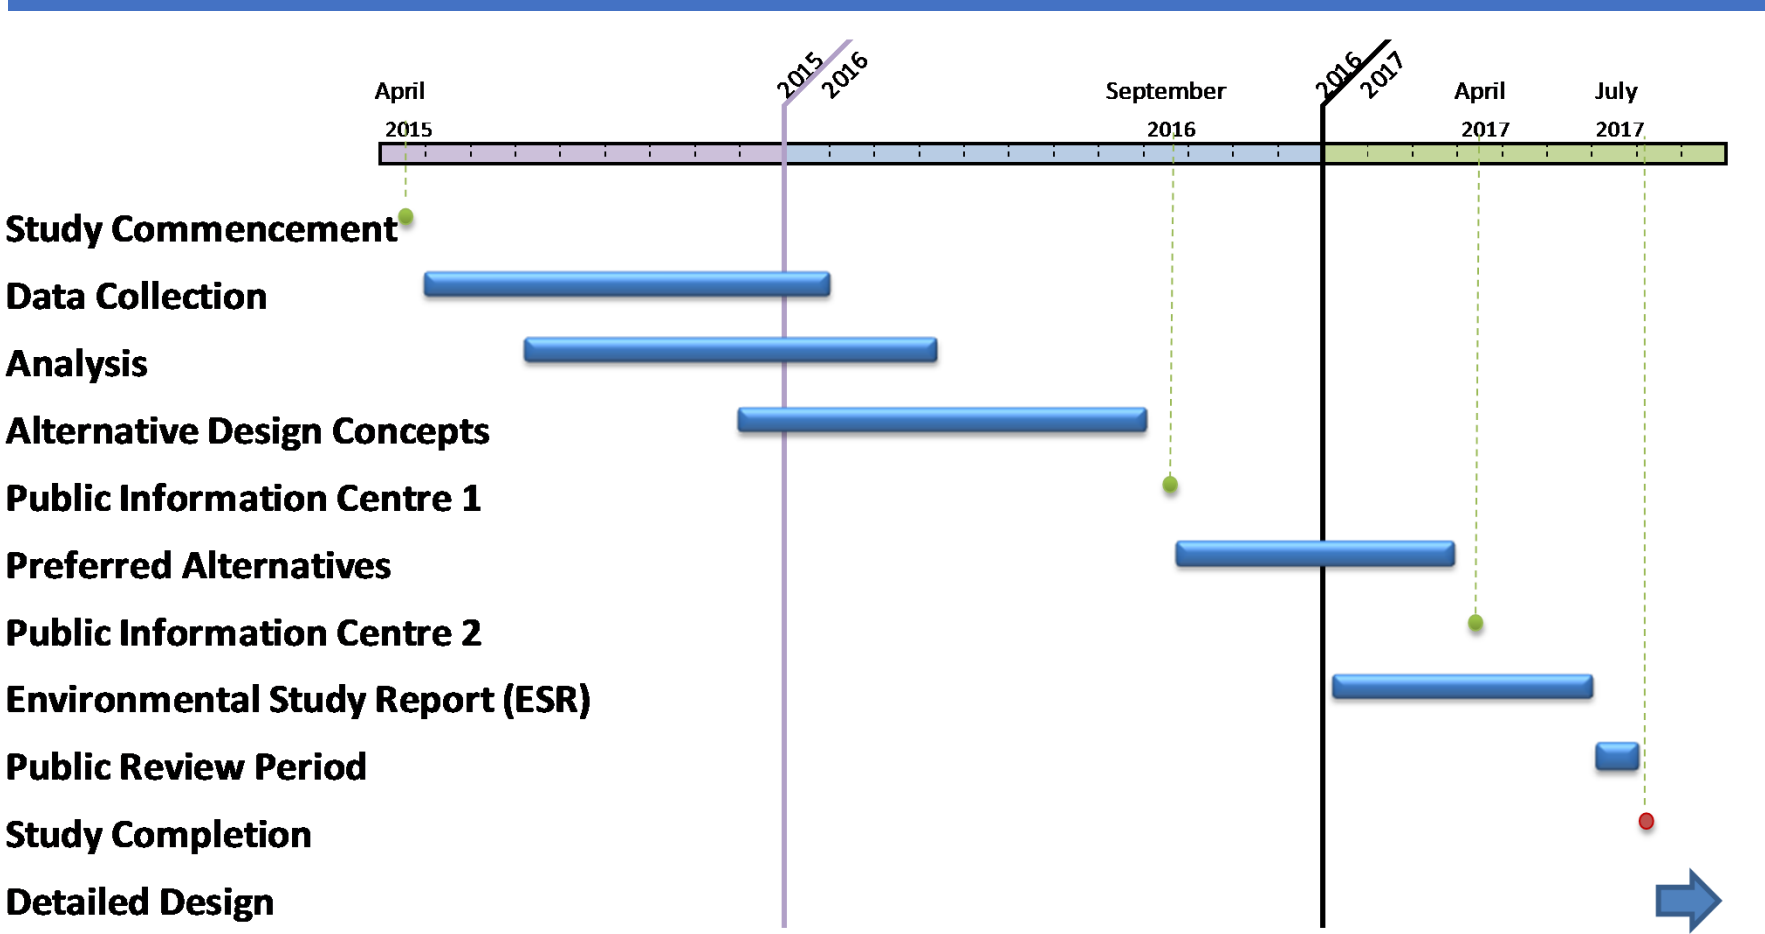 2015
2016
2016
2017
April
2015
September
2016
April
2017
July
2017
Study Commencement
Data Collection
Analysis
Alternative Design Concepts
Public Information Centre 1
Preferred Alternatives
Public Information Centre 2
Environmental Study Report (ESR)
Public Review Period
Study Completion
Detailed Design